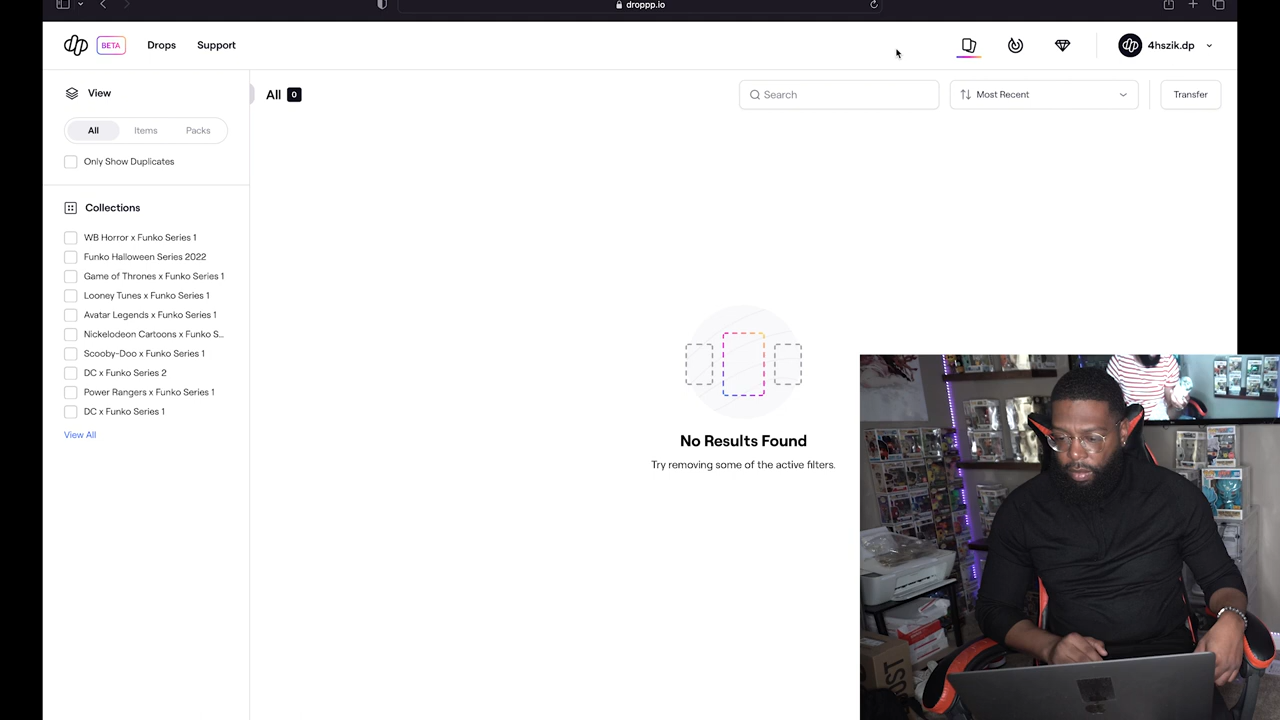 droppp.io
BETA
Drops
Support
4hszik.dp
View
All 0
Search
Most Recent
Transfer
All
Items
Packs
Only Show Duplicates
Collections
WB Horror x Funko Series 1
Funko Halloween Series 2022
Game of Thrones x Funko Series 1
Looney Tunes x Funko Series 1
Avatar Legends x Funko Series 1
Nickelodeon Cartoons x Funko S...
Scooby-Doo x Funko Series 1
DC x Funko Series 2
Power Rangers x Funko Series 1
DC x Funko Series 1
View All
No Results Found
Try removing some of the active filters.